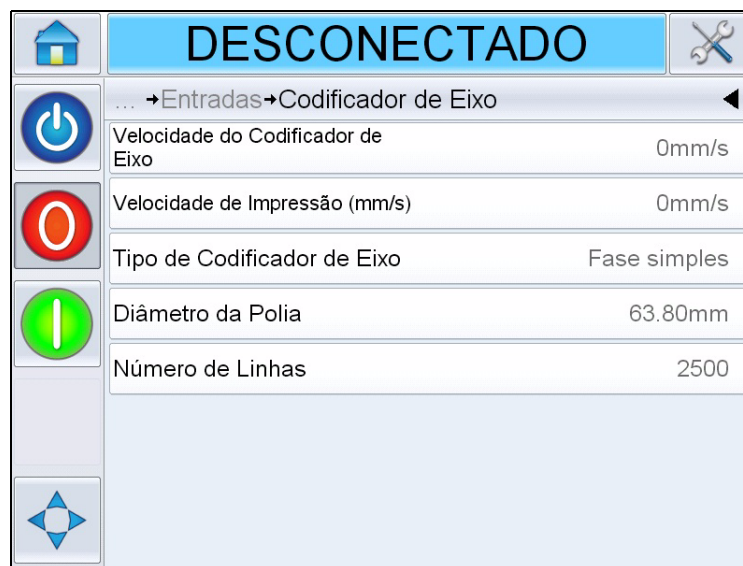 DESCONECTADO
... →Entradas→Codificador de Eixo
Velocidade do Codificador de
Eixo
0mm/s
Velocidade de Impressão (mm/s)
0mm/s
Tipo de Codificador de Eixo
Fase simples
Diâmetro da Polia
63.80mm
Número de Linhas
2500